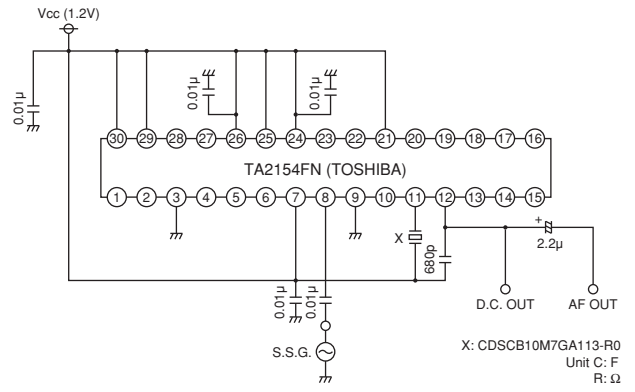 Vcc (1.2V)
0.01µ
0.01µ
0.01µ
30 29 28 27 26 25 24 23 22 21 20 19 18 17 16
TA2154FN (TOSHIBA)
1 2 3 4 5 6 7 8 9 10 11 12 13 14 15
X
680p
+
2.2µ
0.01µ
0.01µ
D.C. OUT
AF OUT
S.S.G.
X: CDSCB10M7GA113-R0
Unit C: F
R: Ω